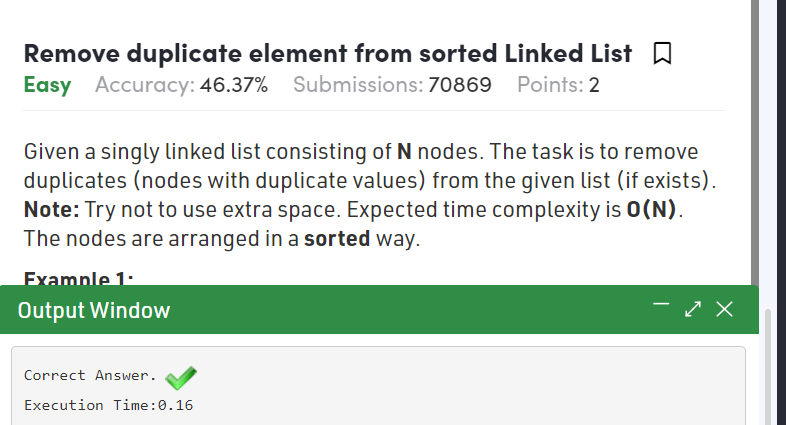 Remove duplicate element from sorted Linked List
Easy Accuracy: 46.37% Submissions: 70869 Points: 2
Given a singly linked list consisting of N nodes. The task is to remove
duplicates (nodes with duplicate values) from the given list (if exists).
Note: Try not to use extra space. Expected time complexity is O(N).
The nodes are arranged in a sorted way.
Example 1:
Output Window
Correct Answer.
Execution Time:0.16